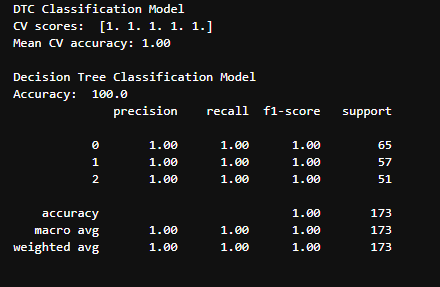 DTC Classification Model
CV scores:  [1. 1. 1. 1. 1.]
Mean CV accuracy: 1.00
Decision Tree Classification Model
Accuracy:  100.0
precision    recall  f1-score   support
0       1.00      1.00      1.00        65
1       1.00      1.00      1.00        57
2       1.00      1.00      1.00        51
accuracy                           1.00       173
macro avg       1.00      1.00      1.00       173
weighted avg       1.00      1.00      1.00       173